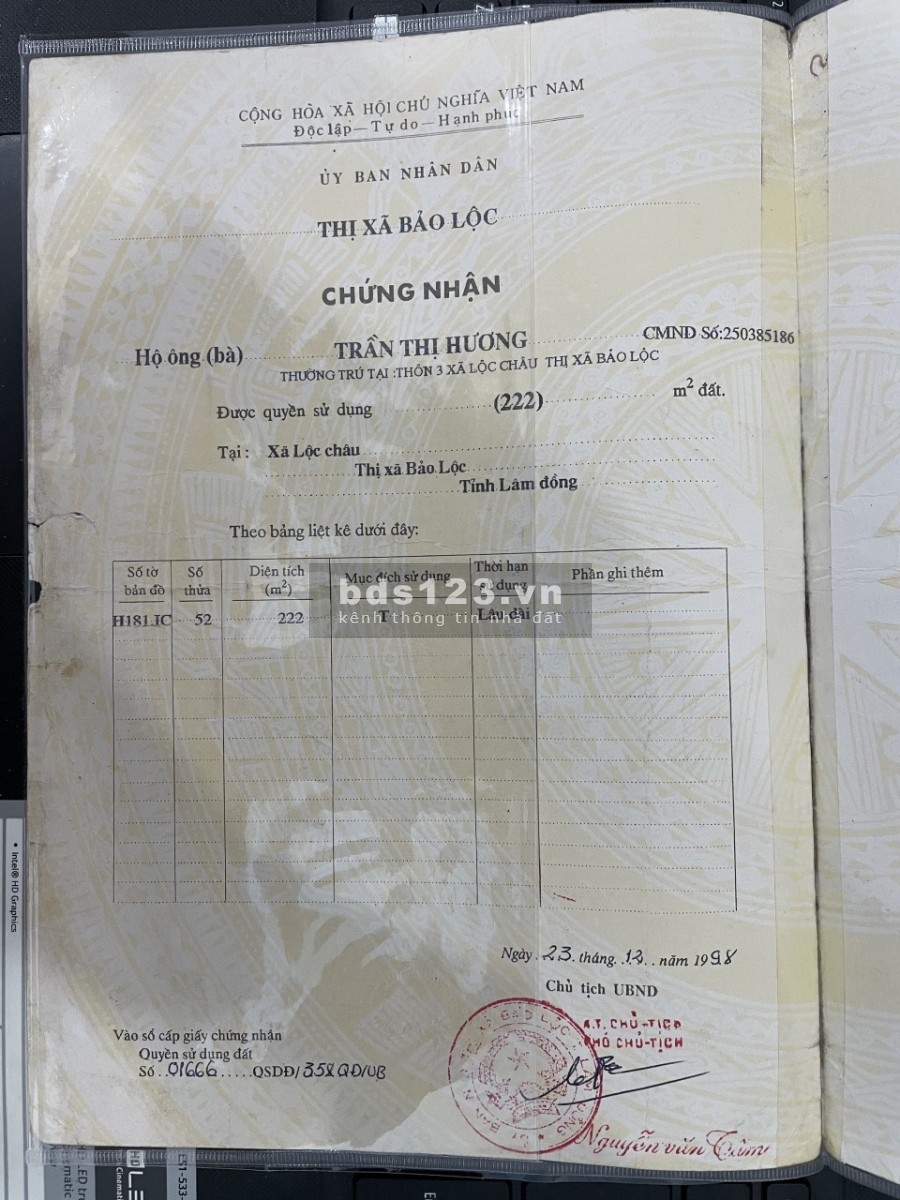 CỘNG HÒA XÃ HỘI CHỦ NGHĨA VIỆT NAM
Độc lập — Tự do — Hạnh phúc
ỦY BAN NHÂN DÂN
THỊ XÃ BẢO LỘC
CHỨNG NHẬN
Hộ ông (bà) TRẦN THỊ HƯƠNG CMND Số:250385186
THƯỜNG TRÚ TẠI :THÔN 3 XÃ LỘC CHÂU THỊ XÃ BẢO LỘC
Được quyền sử dụng (222) m² đất.
Tại : Xã Lộc châu
Thị xã Bảo Lộc
Tỉnh Lâm đồng
Theo bảng liệt kê dưới đây:
Số tờ bản đồ Số thửa Diện tích (m²) Mục đích sử dụng Thời hạn sử dụng Phần ghi thêm
H181.IC 52 222 T Lâu dài
bds123.vn
kênh thông tin nhà đất
Ngày 23 tháng 12 năm 1998
Chủ tịch UBND
K.T. CHỦ-TỊCH
PHÓ CHỦ-TỊCH
Vào sổ cấp giấy chứng nhận
Quyền sử dụng đất
Số 01666 QSDĐ/358QĐ/UB
Nguyễn văn Tâm
• Intel® HD Graphics